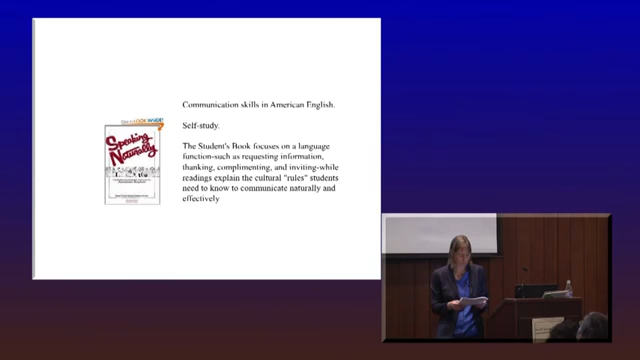 Communication skills in American English.
Self-study.
The Student's Book focuses on a language
function-such as requesting information,
thanking, complimenting, and inviting-while
readings explain the cultural "rules" students
need to know to communicate naturally and
effectively
LOOK INSIDE!
Speaking
Naturally